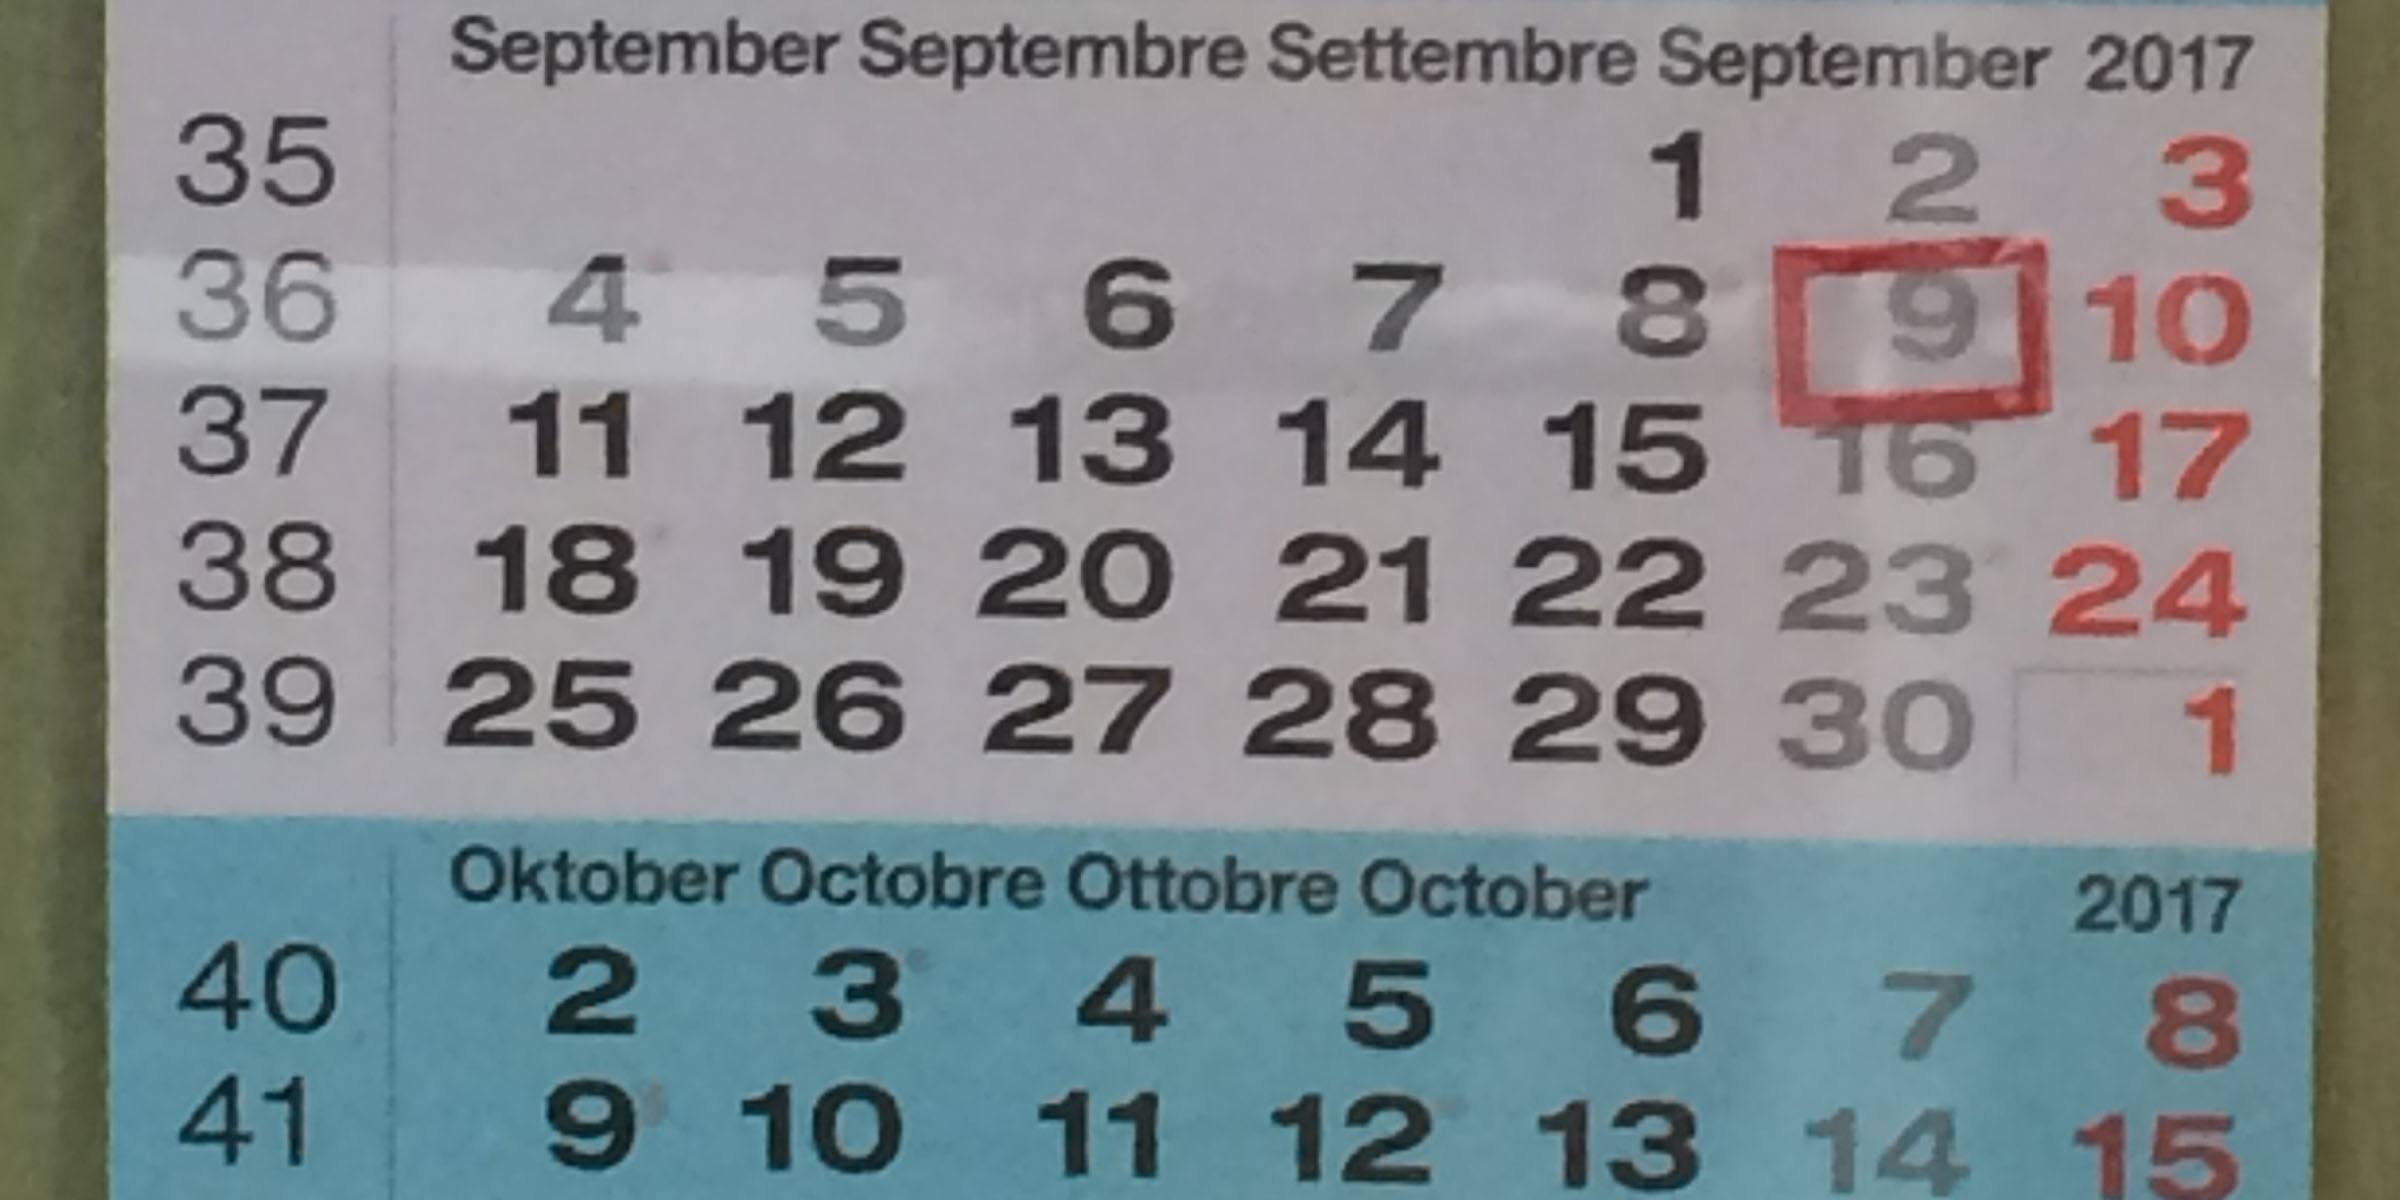 September Septembre Settembre September 2017
35 1 2 3
36 4 5 6 7 8 9 10
37 11 12 13 14 15 16 17
38 18 19 20 21 22 23 24
39 25 26 27 28 29 30 1
Oktober Octobre Ottobre October 2017
40 2 3 4 5 6 7 8
41 9 10 11 12 13 14 15